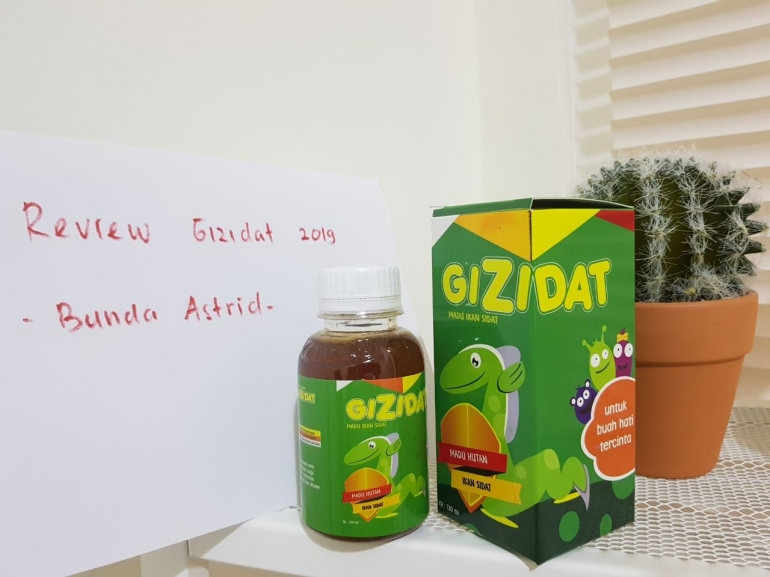 Review Gizidat 2019
- Bunda Astrid -
GIZIDAT
MADU IKAN SIDAT
MADU HUTAN
IKAN SIDAT
GIZIDAT
MADU IKAN SIDAT
MADU HUTAN
IKAN SIDAT
untuk
buah hati
tercinta